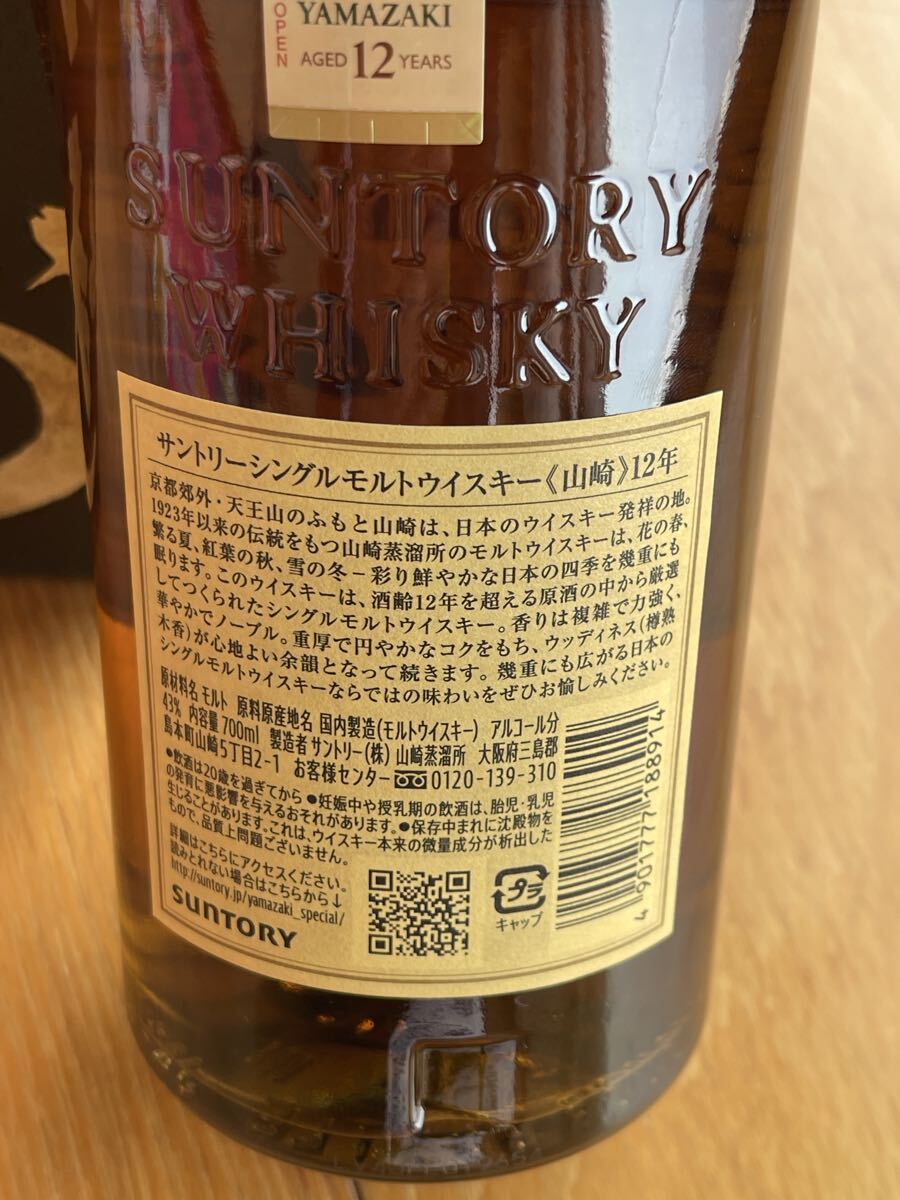 OPEN
YAMAZAKI
AGED 12 YEARS
SUNTORY
WHISKY
サントリーシングルモルトウイスキー《山崎》12年
京都郊外・天王山のふもと山崎は、日本のウイスキー発祥の地。
1923年以来の伝統をもつ山崎蒸溜所のモルトウイスキーは、花の春、
繁る夏、紅葉の秋、雪の冬－彩り鮮やかな日本の四季を幾重にも
眠ります。このウイスキーは、酒齢12年を超える原酒の中から厳選
してつくられたシングルモルトウイスキー。香りは複雑で力強く、
華やかでノーブル。重厚で円やかなコクをもち、ウッディネス（樽熟
木香）が心地よい余韻となって続きます。幾重にも広がる日本の
シングルモルトウイスキーならではの味わいをぜひお愉しみください。
原材料名 モルト 原料原産地名 国内製造（モルトウイスキー） アルコール分
43% 内容量700ml 製造者 サントリー（株） 山崎蒸溜所 大阪府三島郡
島本町山崎5丁目2-1 お客様センター 0120-139-310
●飲酒は20歳を過ぎてから ●妊娠中や授乳期の飲酒は、胎児・乳児
の発育に悪影響を与えるおそれがあります。●保存中まれに沈殿物を
生じることがあります。これは、ウイスキー本来の微量成分が析出した
もので、品質上問題ございません。
詳細はこちらにアクセスください。
読みとれない場合はこちらから↓
http://suntory.jp/yamazaki_special/
SUNTORY
プラ
キャップ
4 901777 188914